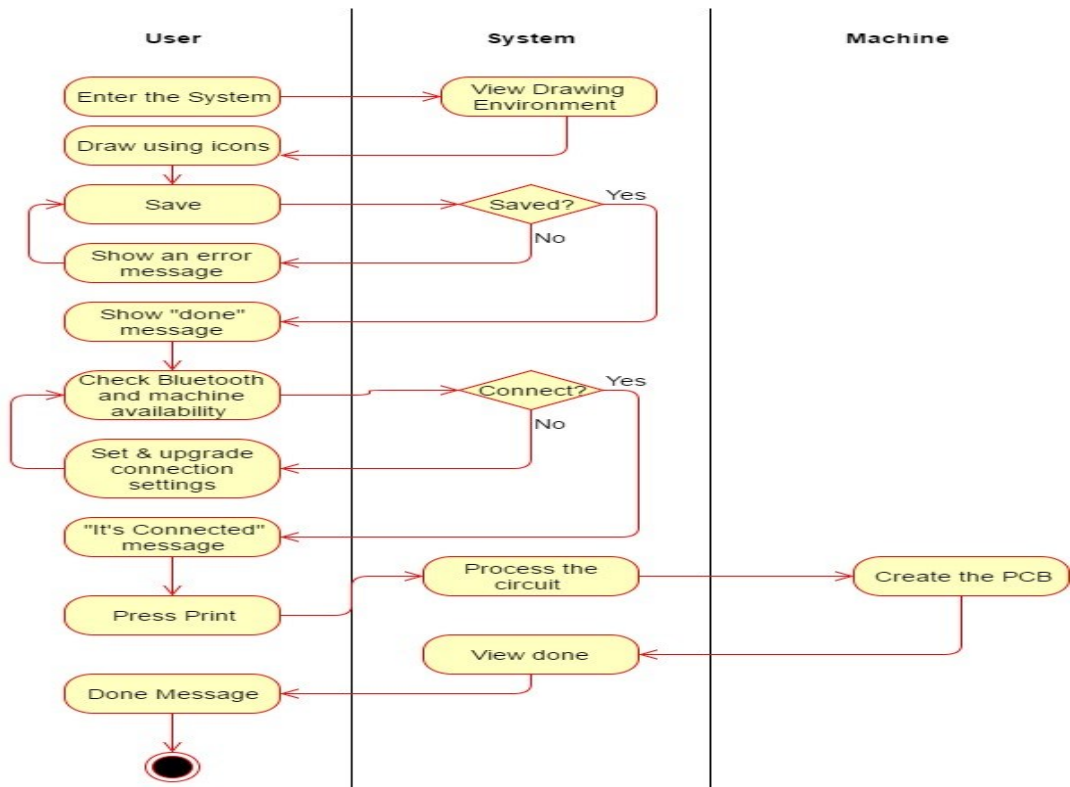 User
System
Machine
Enter the System
View Drawing
Environment
Draw using icons
Save
Saved?
Yes
No
Show an error
message
Show "done"
message
Check Bluetooth
and machine
availability
Connect?
Yes
No
Set & upgrade
connection
settings
"It's Connected"
message
Process the
circuit
Create the PCB
Press Print
View done
Done Message